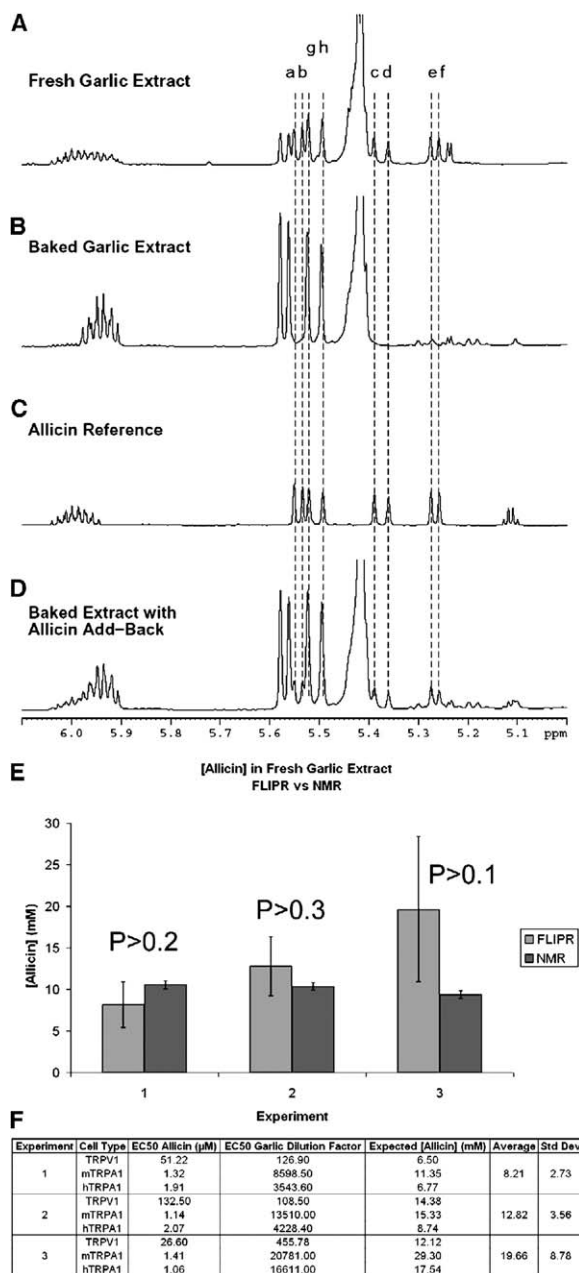 A
Fresh Garlic Extract
a b g h c d e f
B
Baked Garlic Extract
C
Allicin Reference
D
Baked Extract with
Allicin Add-Back
6.0 5.9 5.8 5.7 5.6 5.5 5.4 5.3 5.2 5.1 ppm
E
[Allicin] in Fresh Garlic Extract
FLIPR vs NMR
30
25
20
15
10
5
0
[Allicin] (mM)
P>0.2
P>0.3
P>0.1
FLIPR
NMR
1 2 3
Experiment
F
Experiment Cell Type EC50 Allicin (µM) EC50 Garlic Dilution Factor Expected [Allicin] (mM) Average Std Dev
1 TRPV1 51.22 126.90 6.50 8.21 2.73
mTRPA1 1.32 8598.50 11.35
hTRPA1 1.91 3543.60 6.77
2 TRPV1 132.50 108.50 14.38 12.82 3.56
mTRPA1 1.14 13510.00 15.33
hTRPA1 2.07 4228.40 8.74
3 TRPV1 26.60 455.78 12.12 19.66 8.78
mTRPA1 1.41 20781.00 29.30
hTRPA1 1.06 16611.00 17.54